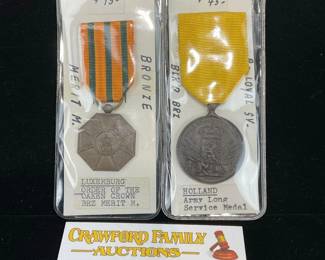 BRONZE
MERIT M.
LUXEMBURG
ORDER OF THE
OAKEN CROWN
BRZ MERIT M.
LOYAL SV.
HOLLAND
Army Long
Service Medal
CRAWFORD FAMILY
AUCTIONS